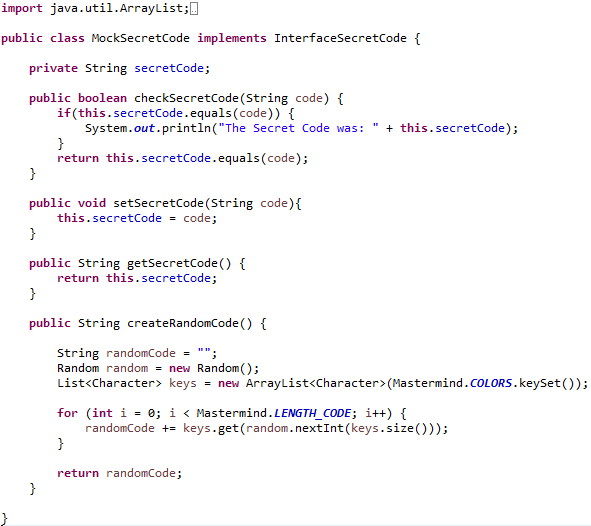 import java.util.ArrayList;
public class MockSecretCode implements InterfaceSecretCode {
private String secretCode;
public boolean checkSecretCode(String code) {
if(this.secretCode.equals(code)) {
System.out.println("The Secret Code was: " + this.secretCode);
}
return this.secretCode.equals(code);
}
public void setSecretCode(String code){
this.secretCode = code;
}
public String getSecretCode() {
return this.secretCode;
}
public String createRandomCode() {
String randomCode = "";
Random random = new Random();
List<Character> keys = new ArrayList<Character>(Mastermind.COLORS.keySet());
for (int i = 0; i < Mastermind.LENGTH_CODE; i++) {
randomCode += keys.get(random.nextInt(keys.size()));
}
return randomCode;
}
}